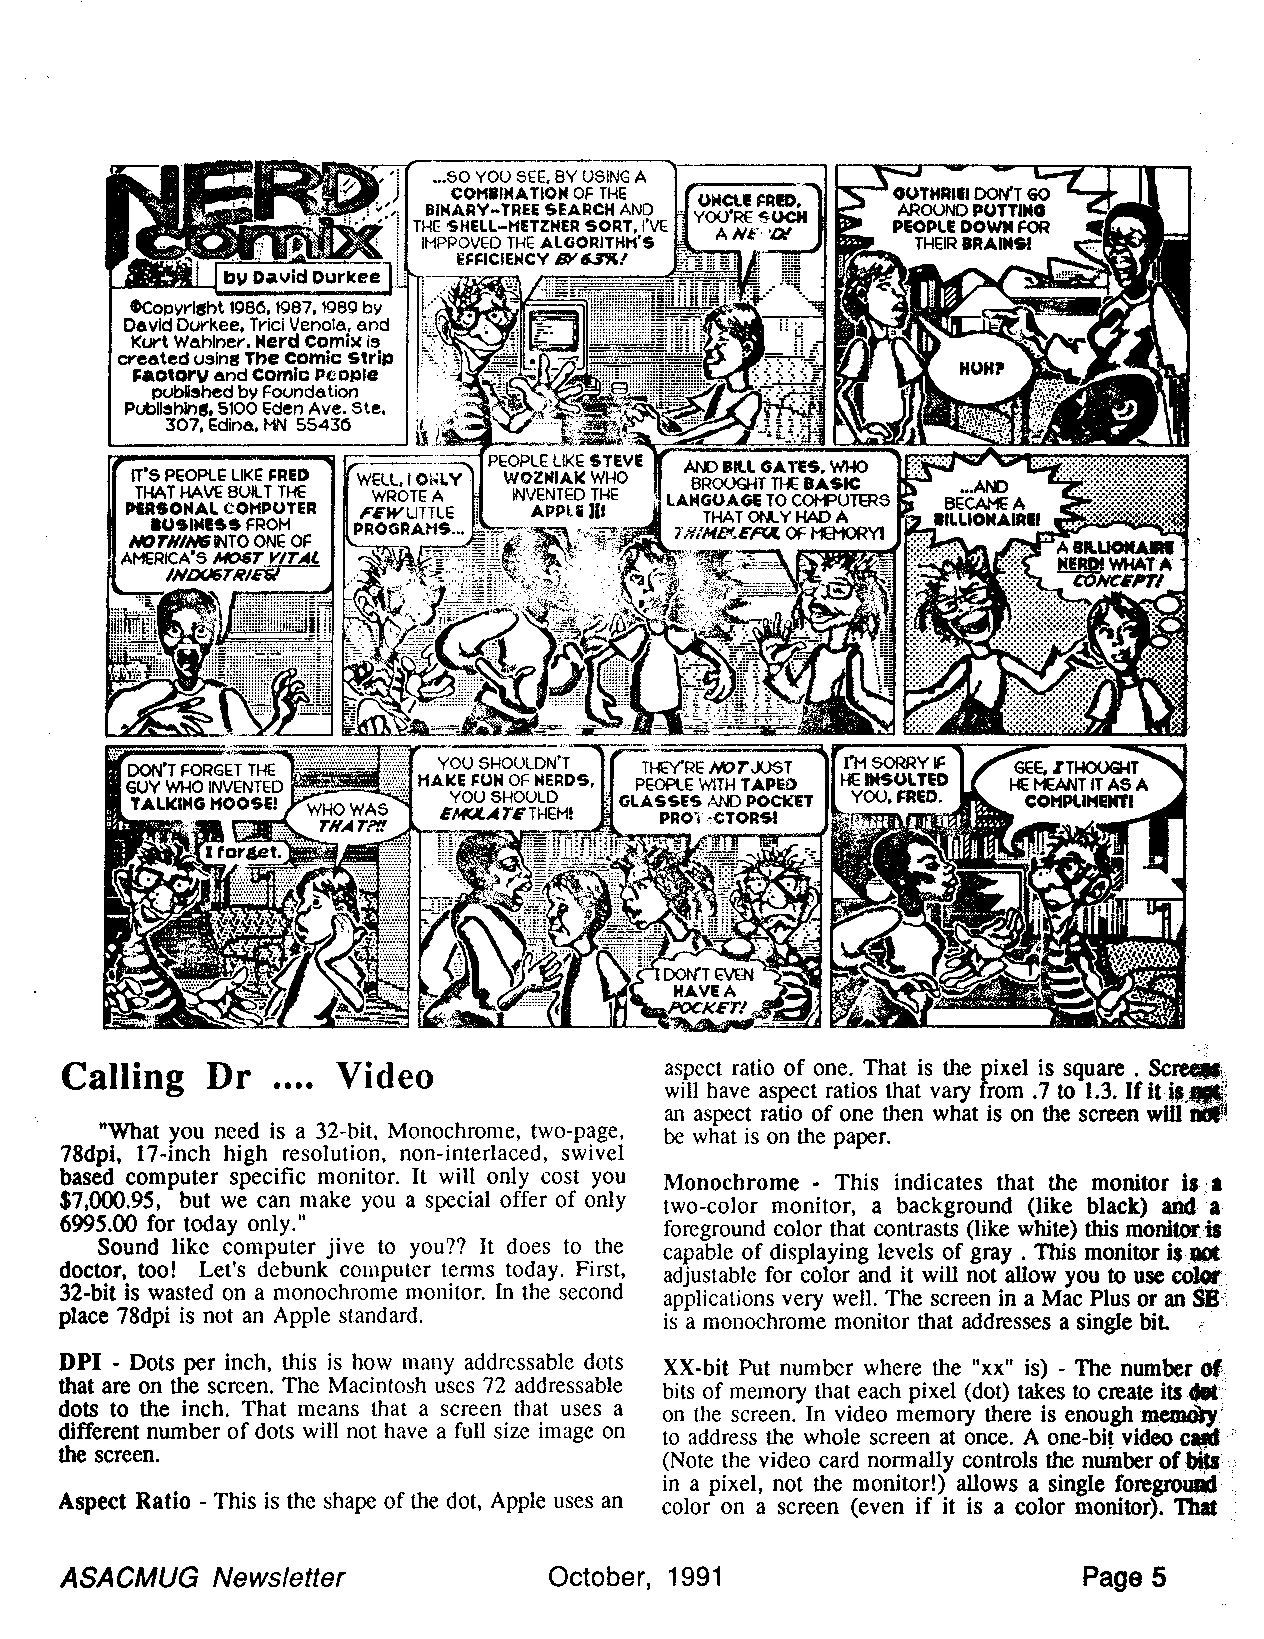 NERD
comix
by David Durkee
©Copyright 1986, 1987, 1989 by
David Durkee, Trici Venola, and
Kurt Wahlner. Nerd Comix is
created using The Comic Strip
Factory and Comic People
published by Foundation
Publishing, 5100 Eden Ave. Ste.
307, Edina, MN 55436
...SO YOU SEE, BY USING A
COMBINATION OF THE
BINARY-TREE SEARCH AND
THE SHELL-METZNER SORT, I'VE
IMPROVED THE ALGORITHM'S
EFFICIENCY BY 63%!
UNCLE FRED,
YOU'RE SUCH
A
GUTHRIE! DON'T GO
AROUND PUTTING
PEOPLE DOWN FOR
THEIR BRAINS!
HUH?
IT'S PEOPLE LIKE FRED
THAT HAVE BUILT THE
PERSONAL COMPUTER
BUSINESS FROM
NOTHING INTO ONE OF
AMERICA'S MOST VITAL
INDUSTRIES!
WELL, I ONLY
WROTE A
FEW LITTLE
PROGRAMS...
PEOPLE LIKE STEVE
WOZNIAK WHO
INVENTED THE
APPLE ][!
AND BILL GATES, WHO
BROUGHT THE BASIC
LANGUAGE TO COMPUTERS
THAT ONLY HAD A
THIMBLEFUL OF MEMORY!
...AND
BECAME A
BILLIONAIRE!
A BILLIONAIRE
NERD! WHAT A
CONCEPT!
DON'T FORGET THE
GUY WHO INVENTED
TALKING MOOSE!
WHO WAS
THAT?!!
I forget.
YOU SHOULDN'T
MAKE FUN OF NERDS,
YOU SHOULD
EMULATE THEM!
THEY'RE NOT JUST
PEOPLE WITH TAPED
GLASSES AND POCKET
PROTECTORS!
I DON'T EVEN
HAVE A
POCKET!
I'M SORRY IF
HE INSULTED
YOU, FRED.
GEE, I THOUGHT
HE MEANT IT AS A
COMPLIMENT!
Calling Dr .... Video
"What you need is a 32-bit, Monochrome, two-page,
78dpi, 17-inch high resolution, non-interlaced, swivel
based computer specific monitor. It will only cost you
$7,000.95, but we can make you a special offer of only
6995.00 for today only."
Sound like computer jive to you?? It does to the
doctor, too! Let's debunk computer terms today. First,
32-bit is wasted on a monochrome monitor. In the second
place 78dpi is not an Apple standard.
DPI - Dots per inch, this is how many addressable dots
that are on the screen. The Macintosh uses 72 addressable
dots to the inch. That means that a screen that uses a
different number of dots will not have a full size image on
the screen.
Aspect Ratio - This is the shape of the dot, Apple uses an
aspect ratio of one. That is the pixel is square . Screens
will have aspect ratios that vary from .7 to 1.3. If it is not
an aspect ratio of one then what is on the screen will not
be what is on the paper.
Monochrome - This indicates that the monitor is a
two-color monitor, a background (like black) and a
foreground color that contrasts (like white) this monitor is
capable of displaying levels of gray . This monitor is not
adjustable for color and it will not allow you to use color
applications very well. The screen in a Mac Plus or an SE
is a monochrome monitor that addresses a single bit.
XX-bit Put number where the "xx" is) - The number of
bits of memory that each pixel (dot) takes to create its dot
on the screen. In video memory there is enough memory
to address the whole screen at once. A one-bit video card
(Note the video card normally controls the number of bits
in a pixel, not the monitor!) allows a single foreground
color on a screen (even if it is a color monitor). That
ASACMUG Newsletter October, 1991 Page 5